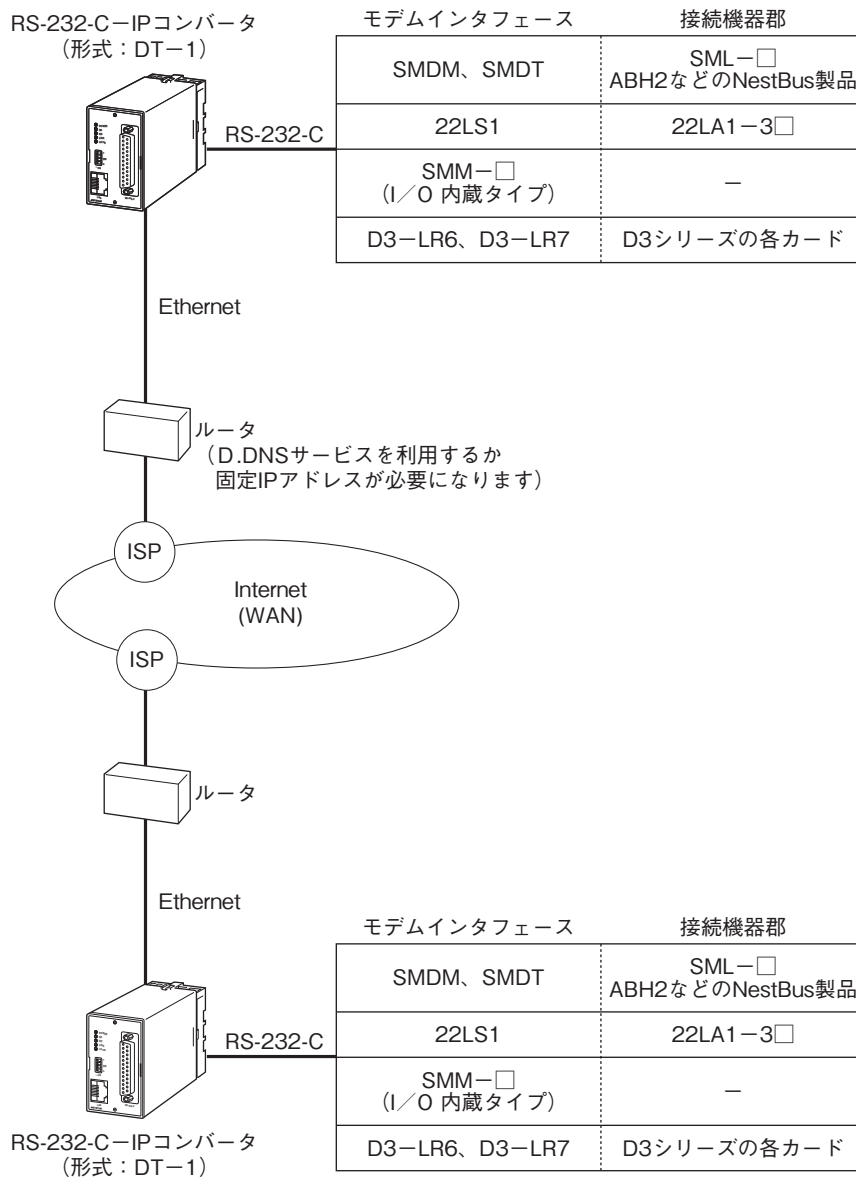 RS-232-C－IPコンバータ
（形式：DT－1）
モデムインタフェース 接続機器郡
SMDM、SMDT
SML－□
ABH2などのNestBus製品
RS-232-C
22LS1 22LA1－3□
SMM－□
（I／O 内蔵タイプ）
－
D3－LR6、D3－LR7 D3シリーズの各カード
Ethernet
ルータ
（D.DNSサービスを利用するか
固定IPアドレスが必要になります）
ISP
Internet
(WAN)
ISP
ルータ
Ethernet
モデムインタフェース 接続機器郡
SMDM、SMDT
SML－□
ABH2などのNestBus製品
RS-232-C
22LS1 22LA1－3□
SMM－□
（I／O 内蔵タイプ）
－
D3－LR6、D3－LR7 D3シリーズの各カード
RS-232-C－IPコンバータ
（形式：DT－1）